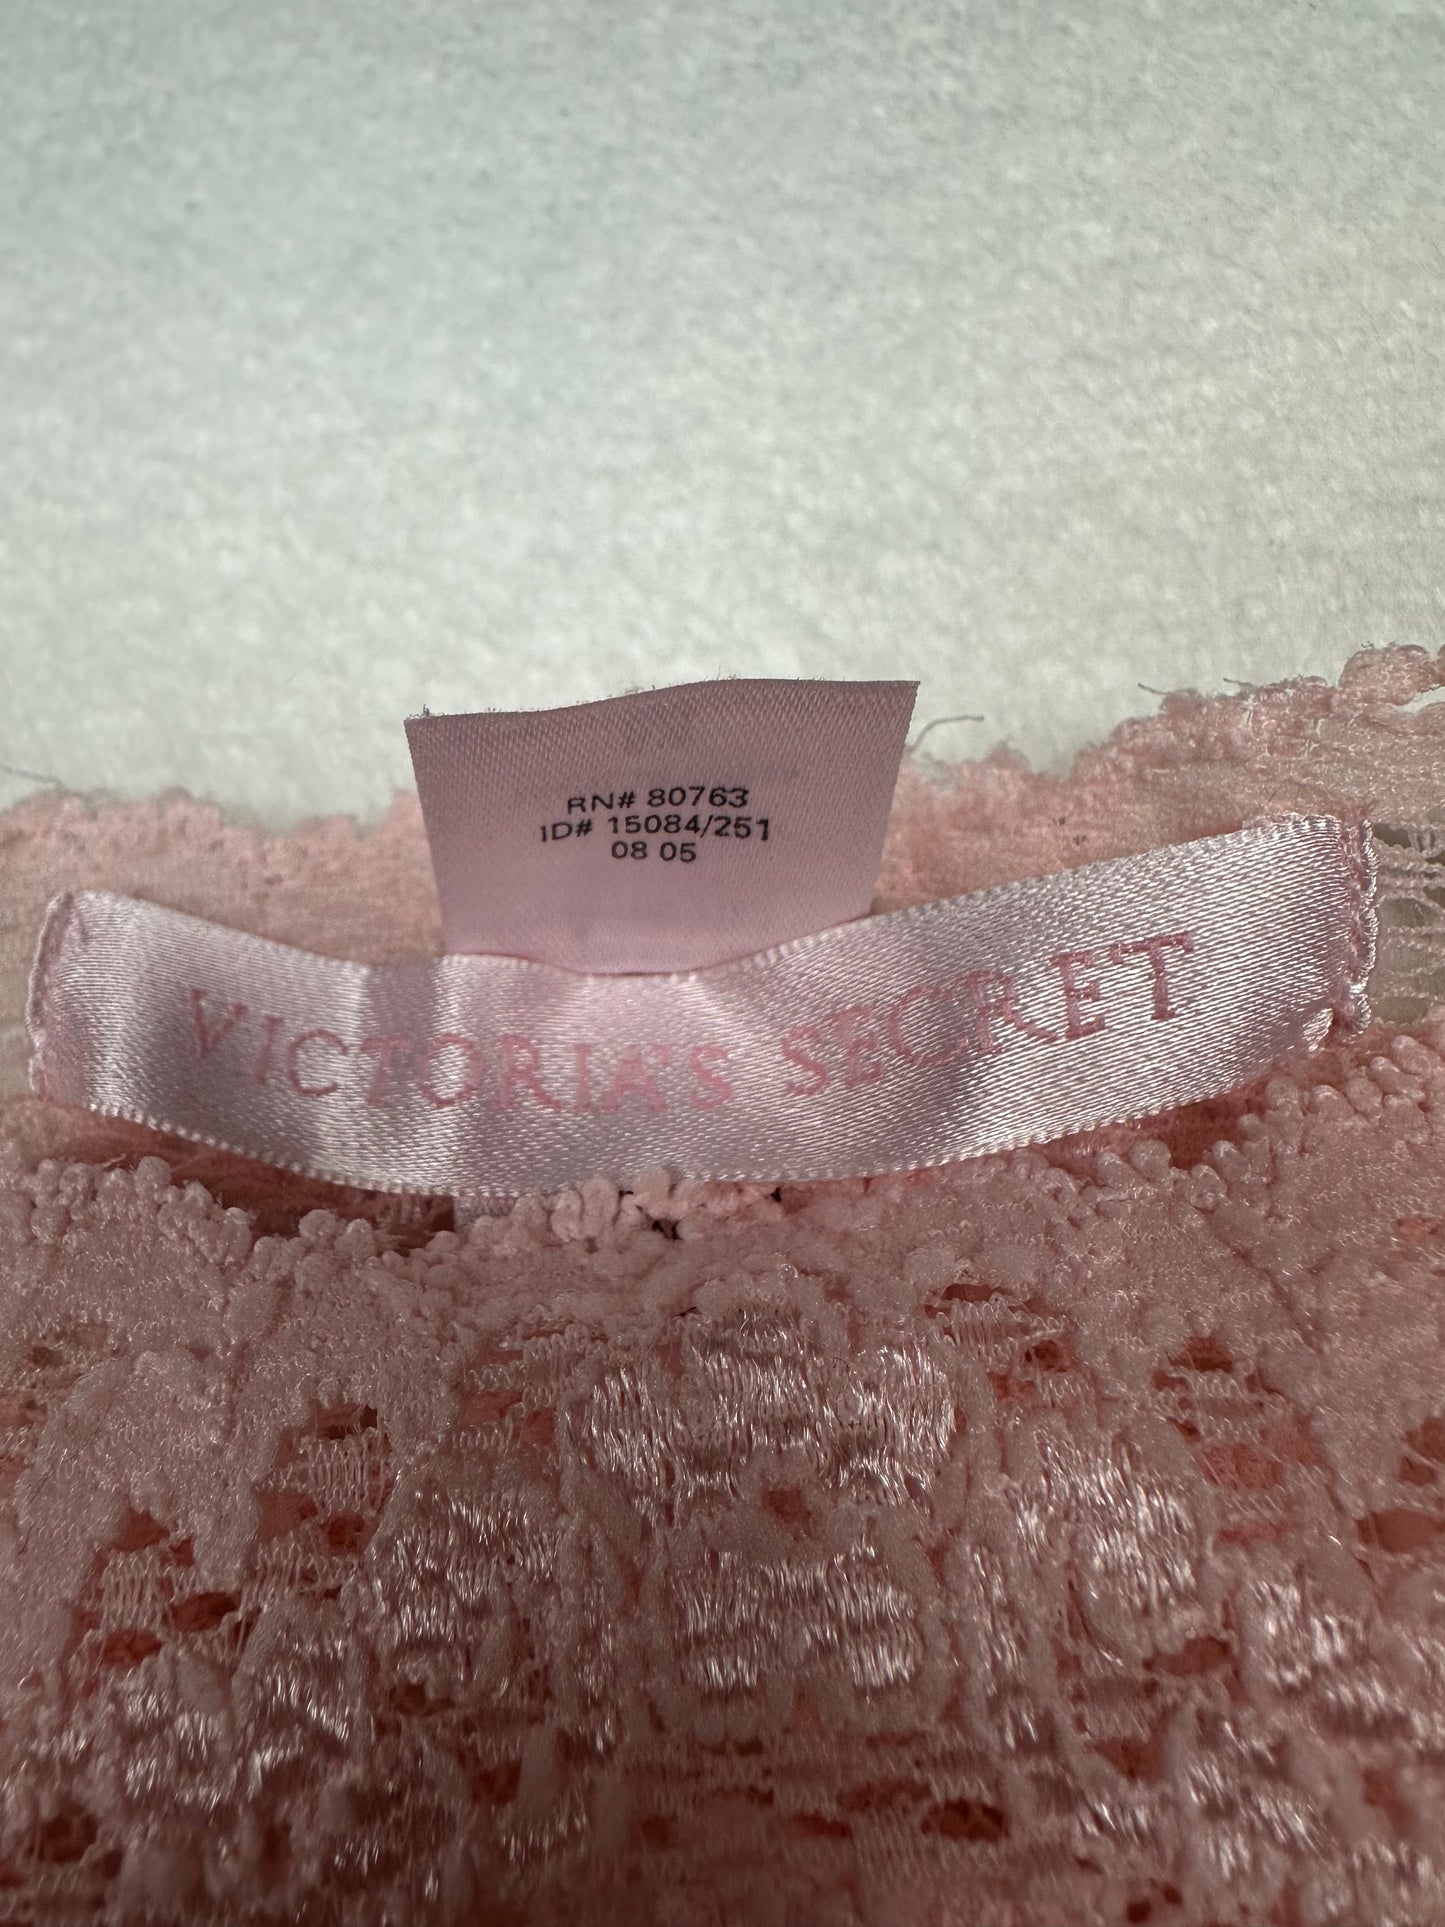 RN# 80763
ID# 15084/251
08 05
VICTORIA'S SECRET